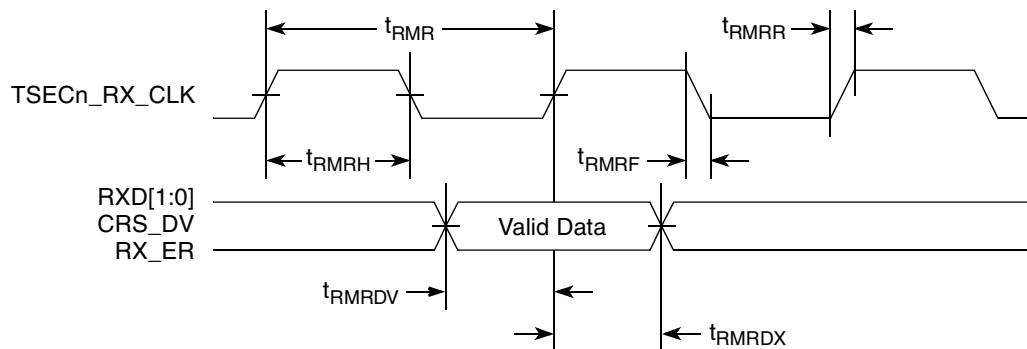 tRMR
tRMRR
TSECn_RX_CLK
tRMRH
tRMRF
RXD[1:0]
CRS_DV
RX_ER
Valid Data
tRMRDV
tRMRDX